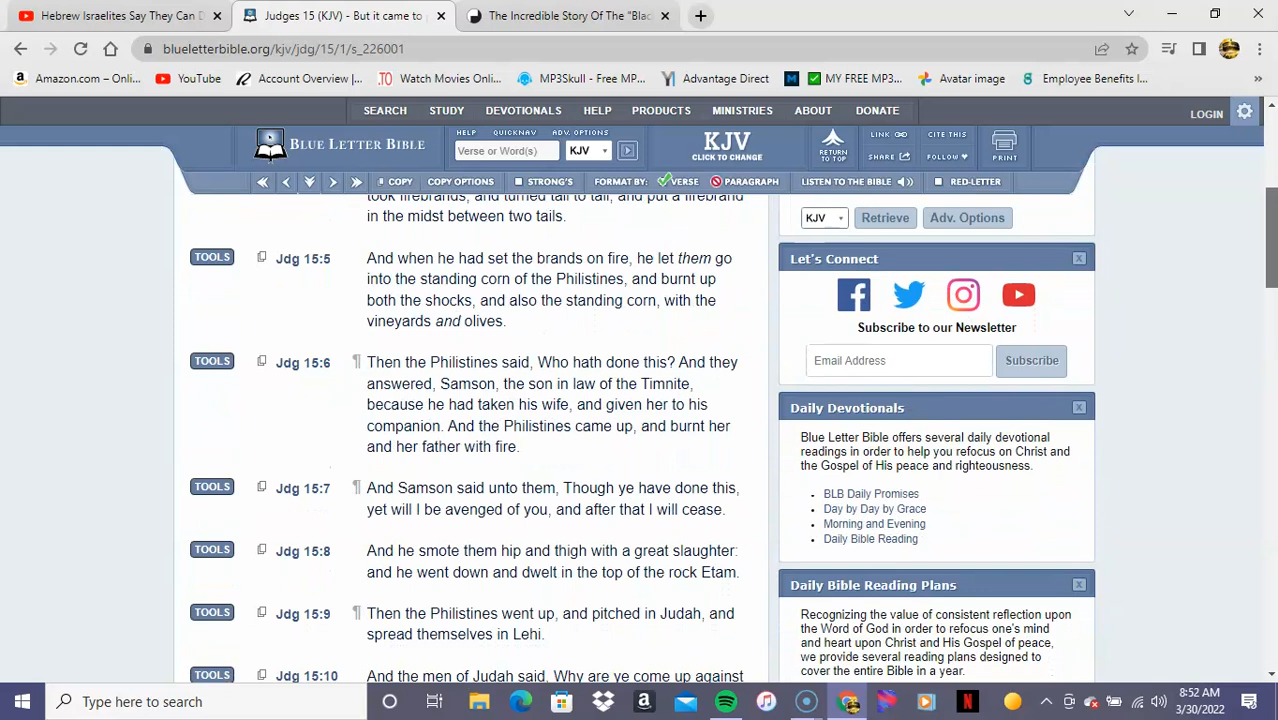 Hebrew Israelites Say They Can D
Judges 15 (KJV) - But it came to
The Incredible Story Of The "Blac
blueletterbible.org/kjv/jdg/15/1/s_226001
Amazon.com – Onli...
YouTube
Account Overview |...
.TO Watch Movies Onl...
MP3Skull - Free MP...
Advantage Direct
MY FREE MP3...
Avatar image
Employee Benefits I...
SEARCH STUDY DEVOTIONALS HELP PRODUCTS MINISTRIES ABOUT DONATE
LOGIN
BLUE LETTER BIBLE
HELP QUICKNAV ADV. OPTIONS
Verse or Word(s)
KJV
KJV
CLICK TO CHANGE
RETURN
TO TOP
LINK
SHARE
CITE THIS
FOLLOW
PRINT
COPY COPY OPTIONS STRONG'S FORMAT BY: VERSE PARAGRAPH LISTEN TO THE BIBLE RED-LETTER
took firebrands, and turned tail to tail, and put a firebrand
in the midst between two tails.
TOOLS Jdg 15:5 And when he had set the brands on fire, he let them go
into the standing corn of the Philistines, and burnt up
both the shocks, and also the standing corn, with the
vineyards and olives.
TOOLS Jdg 15:6 ¶ Then the Philistines said, Who hath done this? And they
answered, Samson, the son in law of the Timnite,
because he had taken his wife, and given her to his
companion. And the Philistines came up, and burnt her
and her father with fire.
TOOLS Jdg 15:7 ¶ And Samson said unto them, Though ye have done this,
yet will I be avenged of you, and after that I will cease.
TOOLS Jdg 15:8 And he smote them hip and thigh with a great slaughter:
and he went down and dwelt in the top of the rock Etam.
TOOLS Jdg 15:9 ¶ Then the Philistines went up, and pitched in Judah, and
spread themselves in Lehi.
TOOLS Jdg 15:10 And the men of Judah said, Why are ye come up against
KJV Retrieve Adv. Options
Let's Connect
Subscribe to our Newsletter
Email Address Subscribe
Daily Devotionals
Blue Letter Bible offers several daily devotional
readings in order to help you refocus on Christ and
the Gospel of His peace and righteousness.
BLB Daily Promises
Day by Day by Grace
Morning and Evening
Daily Bible Reading
Daily Bible Reading Plans
Recognizing the value of consistent reflection upon
the Word of God in order to refocus one's mind
and heart upon Christ and His Gospel of peace,
we provide several reading plans designed to
cover the entire Bible in a year.
Type here to search
8:52 AM
3/30/2022